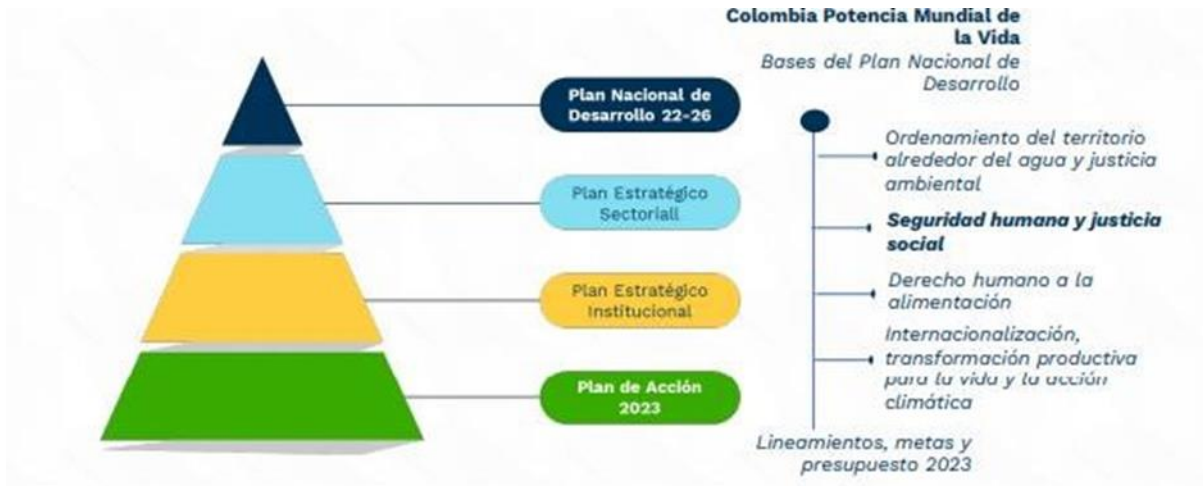 Colombia Potencia Mundial de
la Vida
Bases del Plan Nacional de
Desarrollo
Plan Nacional de
Desarrollo 22-26
Plan Estratégico
Sectoriall
Plan Estratégico
Institucional
Plan de Acción
2023
Ordenamiento del territorio
alrededor del agua y justicia
ambiental
Seguridad humana y justicia
social
Derecho humano a la
alimentación
Internacionalización,
transformación productiva
para la vida y la acción
climática
Lineamientos, metas y
presupuesto 2023